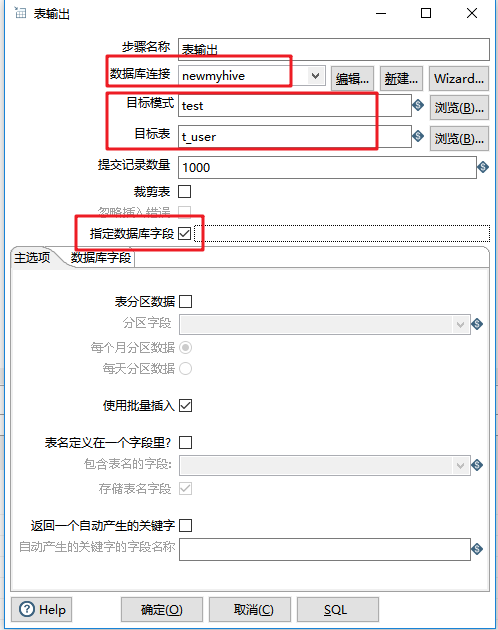 表输出
步骤名称 表输出
数据库连接 newmyhive 编辑... 新建... Wizard...
目标模式 test 浏览(B)...
目标表 t_user 浏览(B)...
提交记录数量 1000
裁剪表
忽略插入错误
指定数据库字段
主选项 数据库字段
表分区数据
分区字段
每个月分区数据
每天分区数据
使用批量插入
表名定义在一个字段里?
包含表名的字段:
存储表名字段
返回一个自动产生的关键字
自动产生的关键字的字段名称
Help 确定(O) 取消(C) SQL